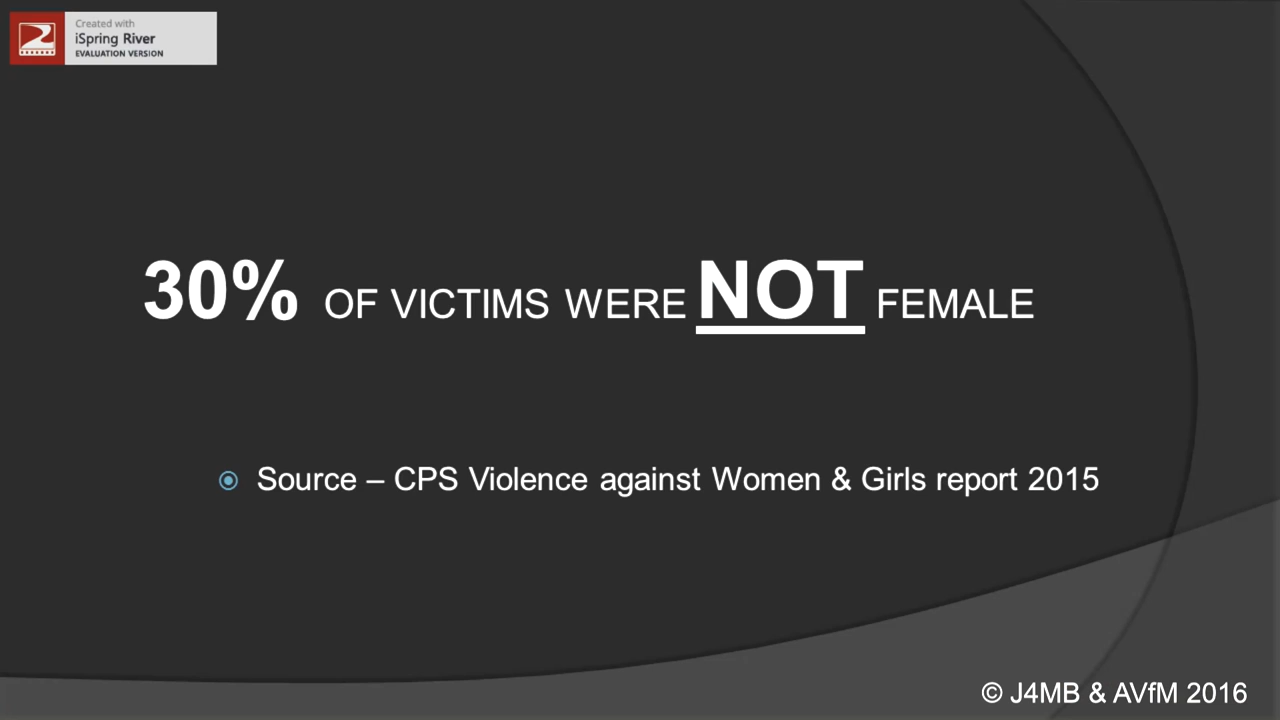 Created with
iSpring River
EVALUATION VERSION
30% OF VICTIMS WERE NOT FEMALE
Source – CPS Violence against Women & Girls report 2015
© J4MB & AVfM 2016